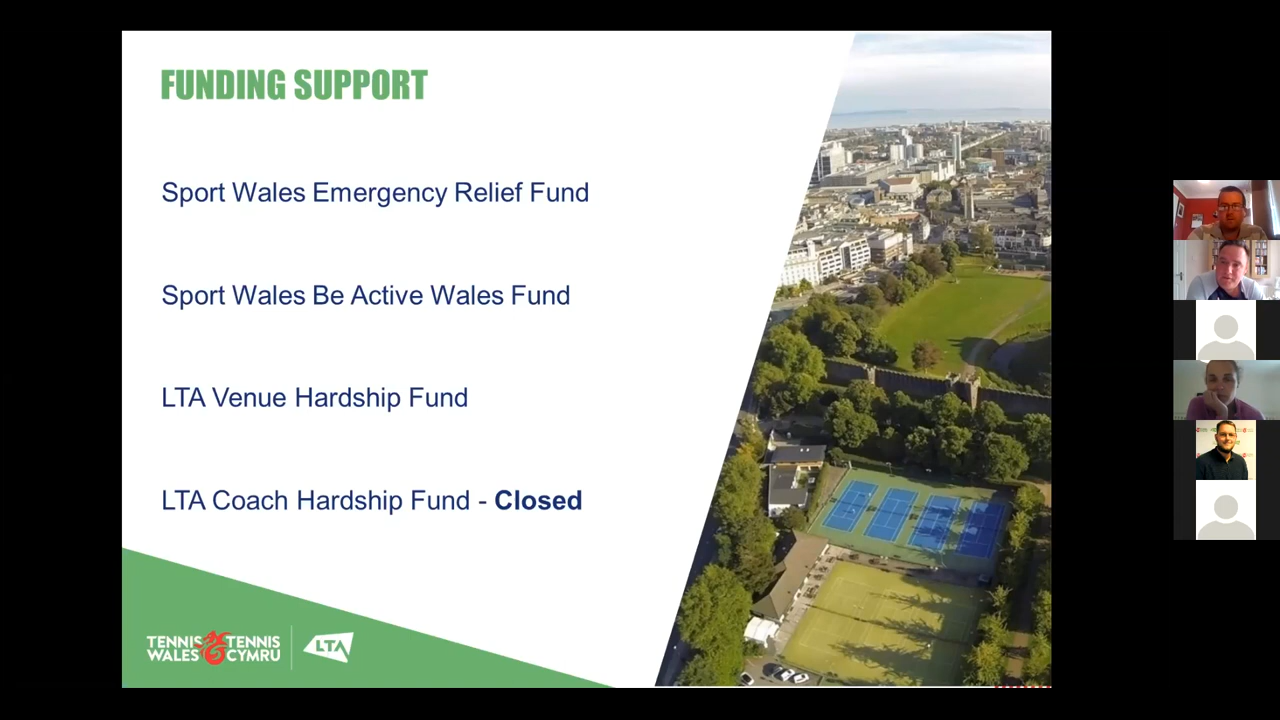 FUNDING SUPPORT
Sport Wales Emergency Relief Fund
Sport Wales Be Active Wales Fund
LTA Venue Hardship Fund
LTA Coach Hardship Fund - Closed
TENNIS TENNIS
WALES CYMRU
LTA